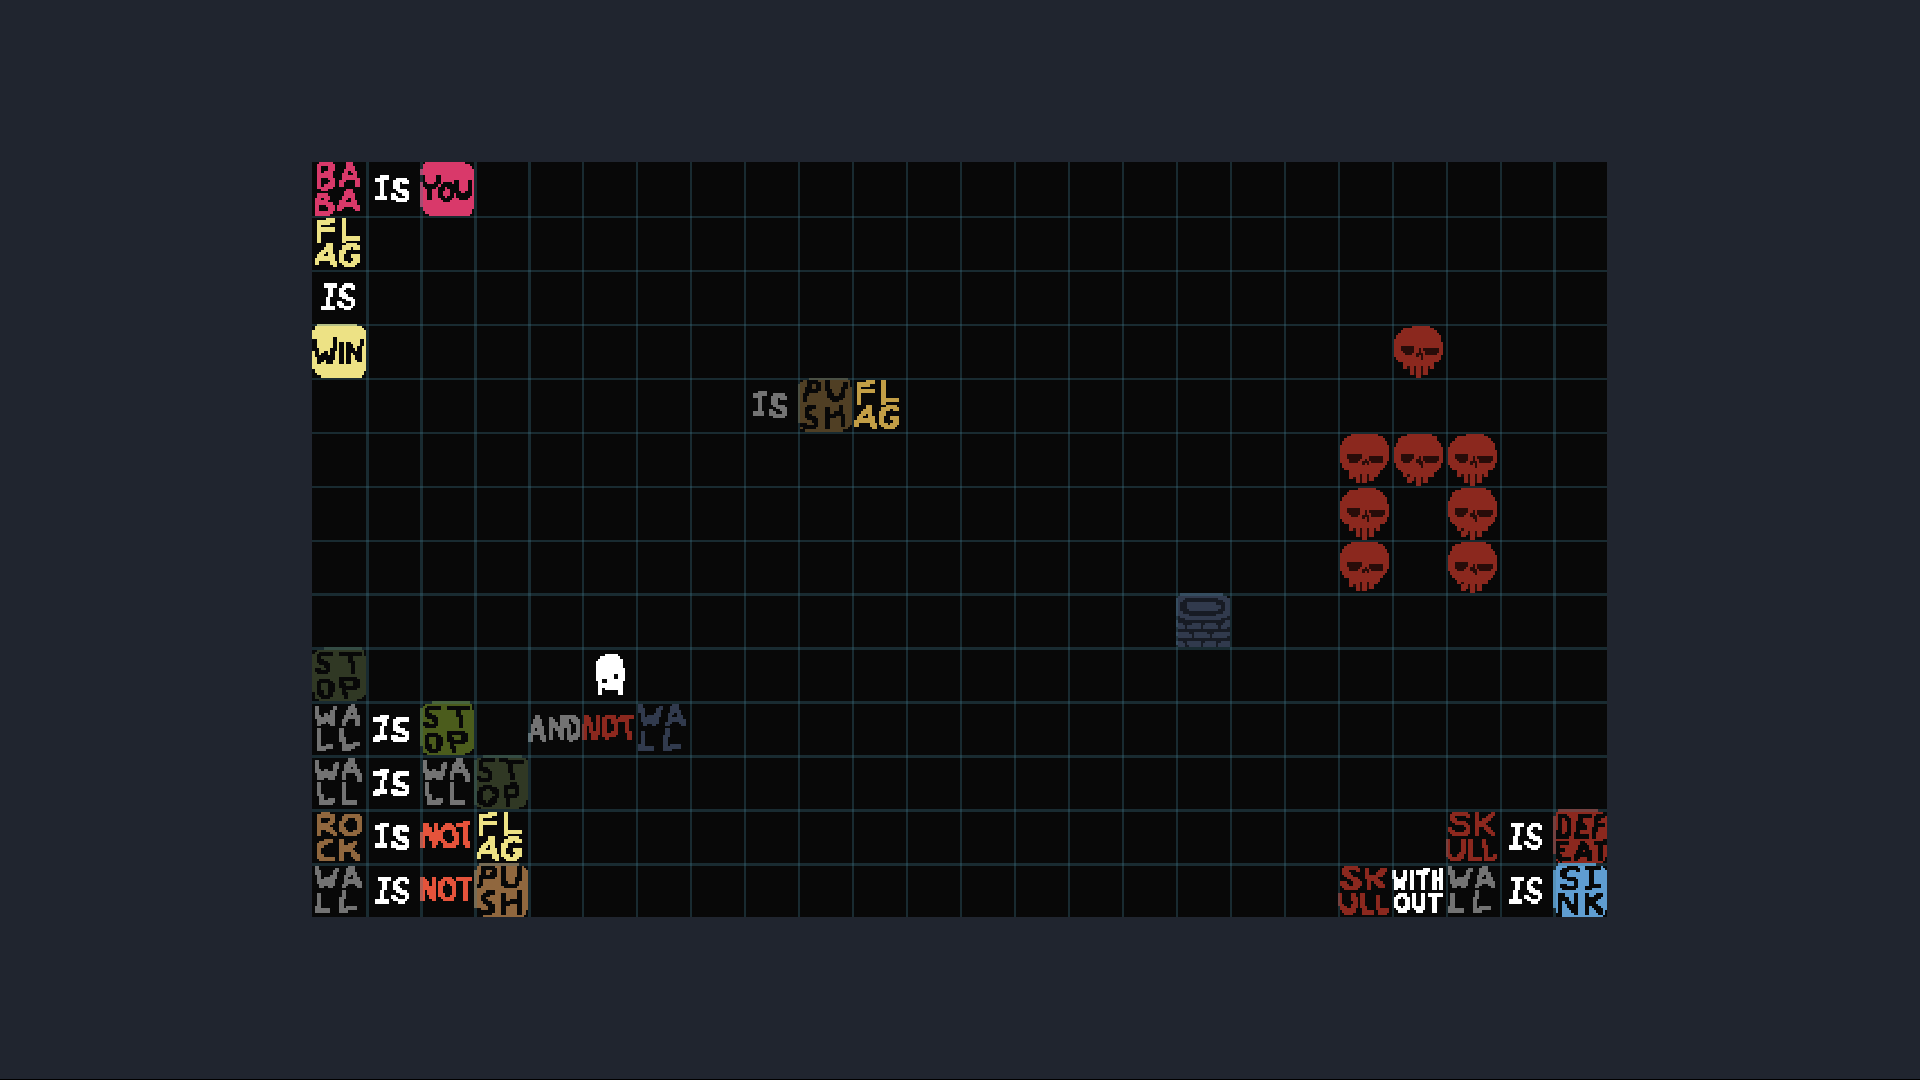 BABA IS YOU
FLAG
IS
WIN
IS PUSH FLAG
STOP
WALL IS STOP AND NOT WALL
WALL IS WALL STOP
ROCK IS NOT FLAG SKULL IS DEFEAT
WALL IS NOT PUSH SKULL WITHOUT WALL IS SINK